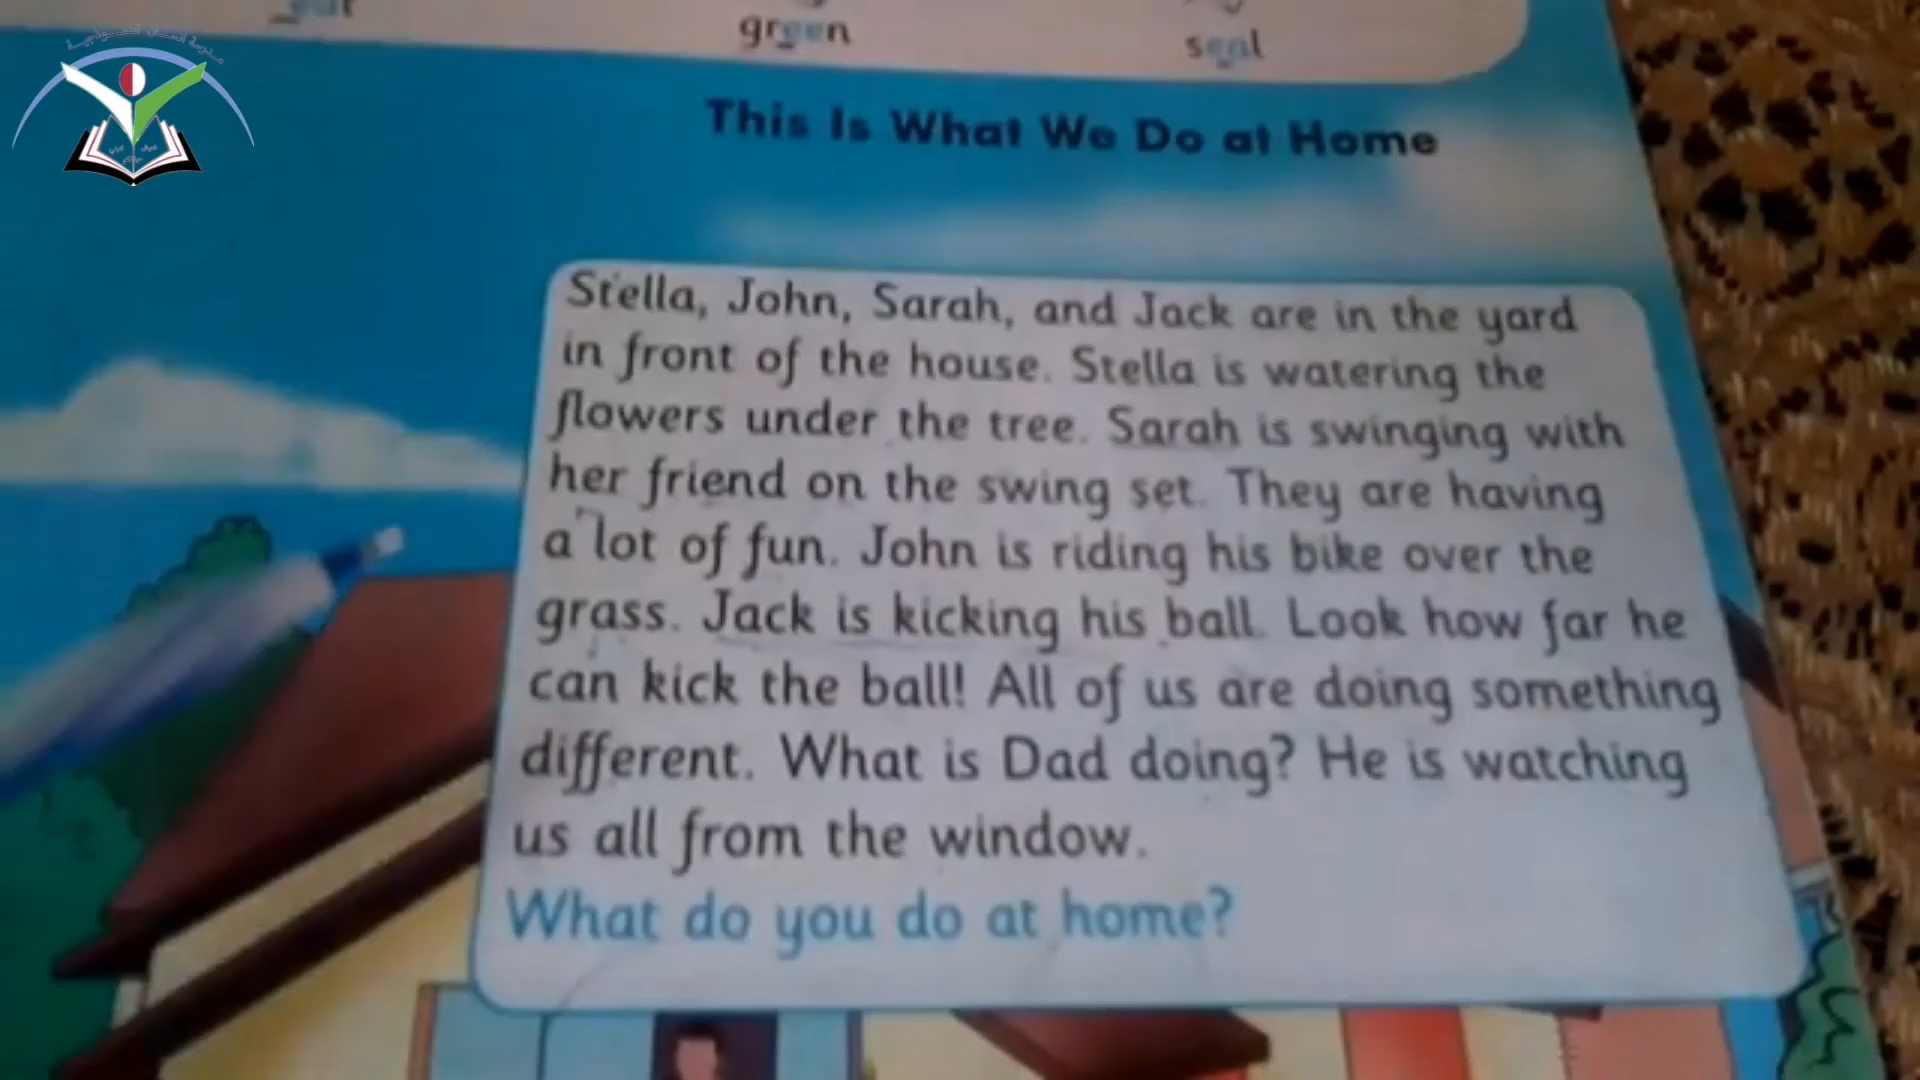 green
seal
This Is What We Do at Home
Stella, John, Sarah, and Jack are in the yard
in front of the house. Stella is watering the
flowers under the tree. Sarah is swinging with
her friend on the swing set. They are having
a lot of fun. John is riding his bike over the
grass. Jack is kicking his ball. Look how far he
can kick the ball! All of us are doing something
different. What is Dad doing? He is watching
us all from the window.
What do you do at home?